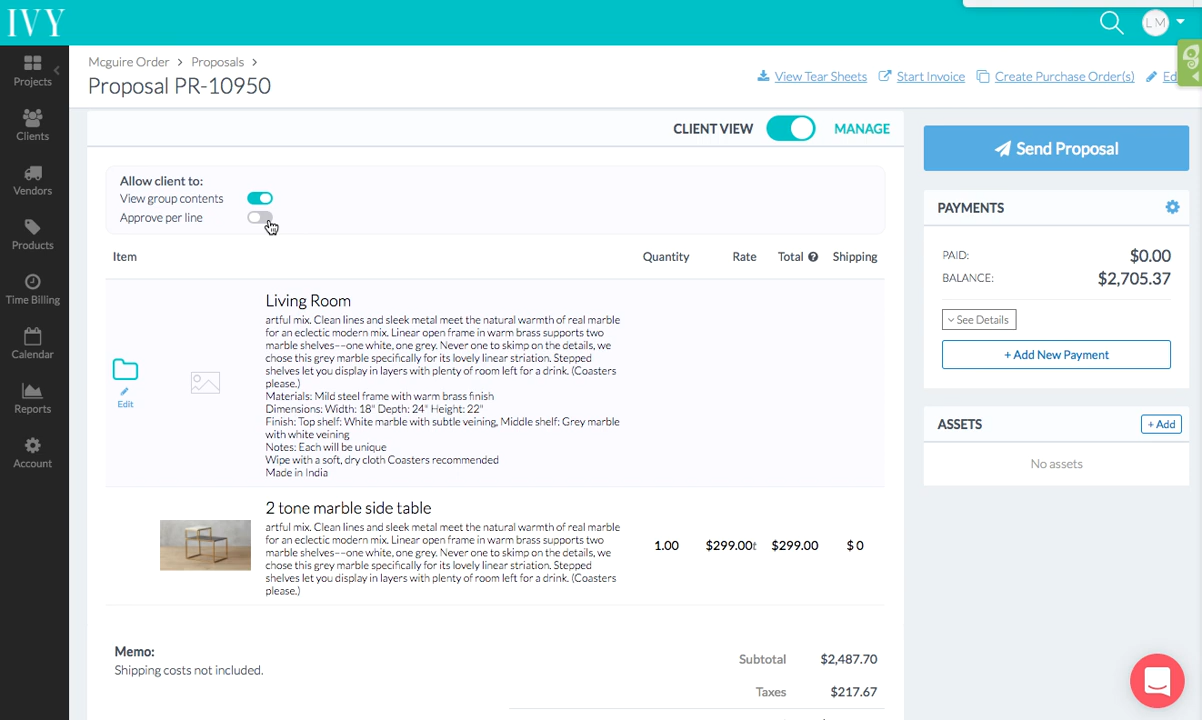 IVY
LM
Projects
Clients
Vendors
Products
Time Billing
Calendar
Reports
Account
Mcguire Order > Proposals >
Proposal PR-10950
View Tear Sheets Start Invoice Create Purchase Order(s) Ed
CLIENT VIEW MANAGE
Allow client to:
View group contents
Approve per line
Item Quantity Rate Total Shipping
Living Room
artful mix. Clean lines and sleek metal meet the natural warmth of real marble
for an eclectic modern mix. Linear open frame in warm brass supports two
marble shelves--one white, one grey. Never one to skimp on the details, we
chose this grey marble specifically for its lovely linear striation. Stepped
shelves let you display in layers with plenty of room left for a drink. (Coasters
please.)
Materials: Mild steel frame with warm brass finish
Dimensions: Width: 18" Depth: 24" Height: 22"
Finish: Top shelf: White marble with subtle veining, Middle shelf: Grey marble
with white veining
Notes: Each will be unique
Wipe with a soft, dry cloth Coasters recommended
Made in India
Edit
2 tone marble side table
artful mix. Clean lines and sleek metal meet the natural warmth of real marble
for an eclectic modern mix. Linear open frame in warm brass supports two
marble shelves--one white, one grey. Never one to skimp on the details, we
chose this grey marble specifically for its lovely linear striation. Stepped
shelves let you display in layers with plenty of room left for a drink. (Coasters
please.)
1.00 $299.00t $299.00 $ 0
Memo:
Shipping costs not included.
Subtotal $2,487.70
Taxes $217.67
Send Proposal
PAYMENTS
PAID: $0.00
BALANCE: $2,705.37
See Details
+ Add New Payment
ASSETS + Add
No assets